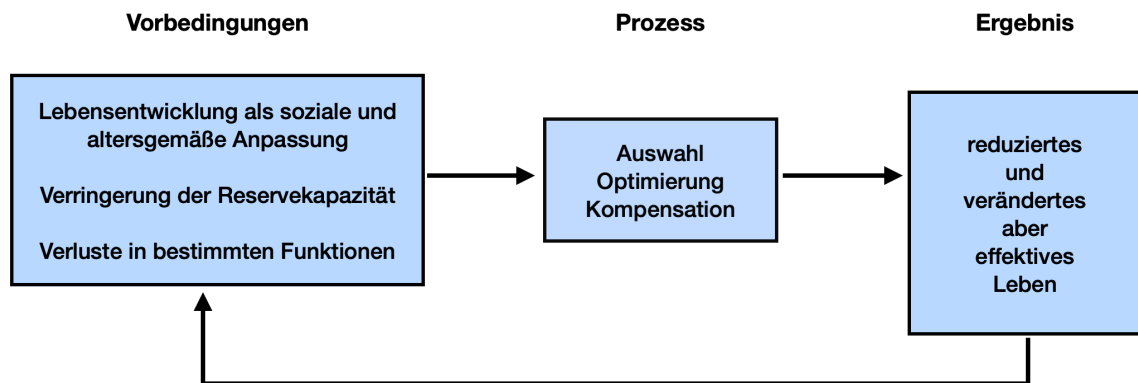 Vorbedingungen
Prozess
Ergebnis
Lebensentwicklung als soziale und
altersgemäße Anpassung
Verringerung der Reservekapazität
Verluste in bestimmten Funktionen
Auswahl
Optimierung
Kompensation
reduziertes
und
verändertes
aber
effektives
Leben